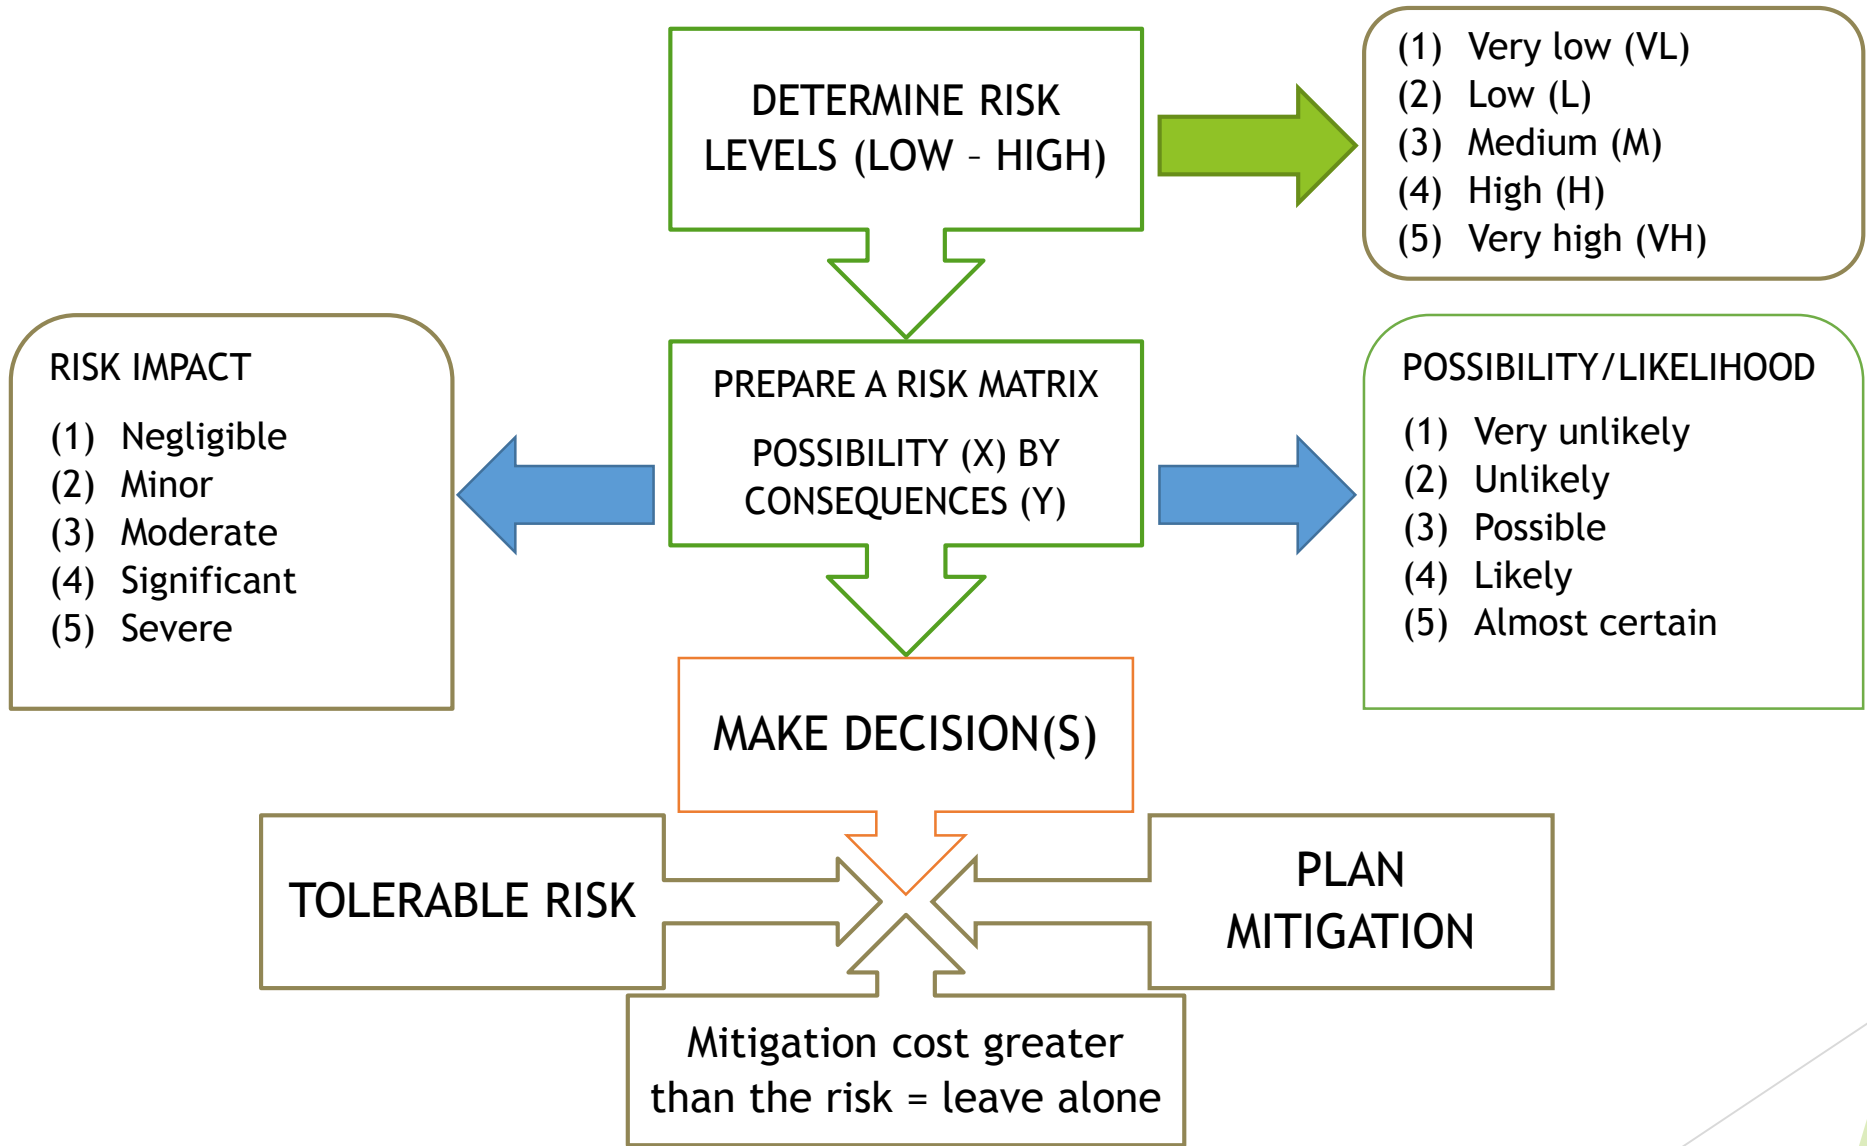 DETERMINE RISK
LEVELS (LOW – HIGH)
(1) Very low (VL)
(2) Low (L)
(3) Medium (M)
(4) High (H)
(5) Very high (VH)
RISK IMPACT
(1) Negligible
(2) Minor
(3) Moderate
(4) Significant
(5) Severe
PREPARE A RISK MATRIX
POSSIBILITY (X) BY
CONSEQUENCES (Y)
POSSIBILITY/LIKELIHOOD
(1) Very unlikely
(2) Unlikely
(3) Possible
(4) Likely
(5) Almost certain
MAKE DECISION(S)
TOLERABLE RISK
PLAN
MITIGATION
Mitigation cost greater
than the risk = leave alone